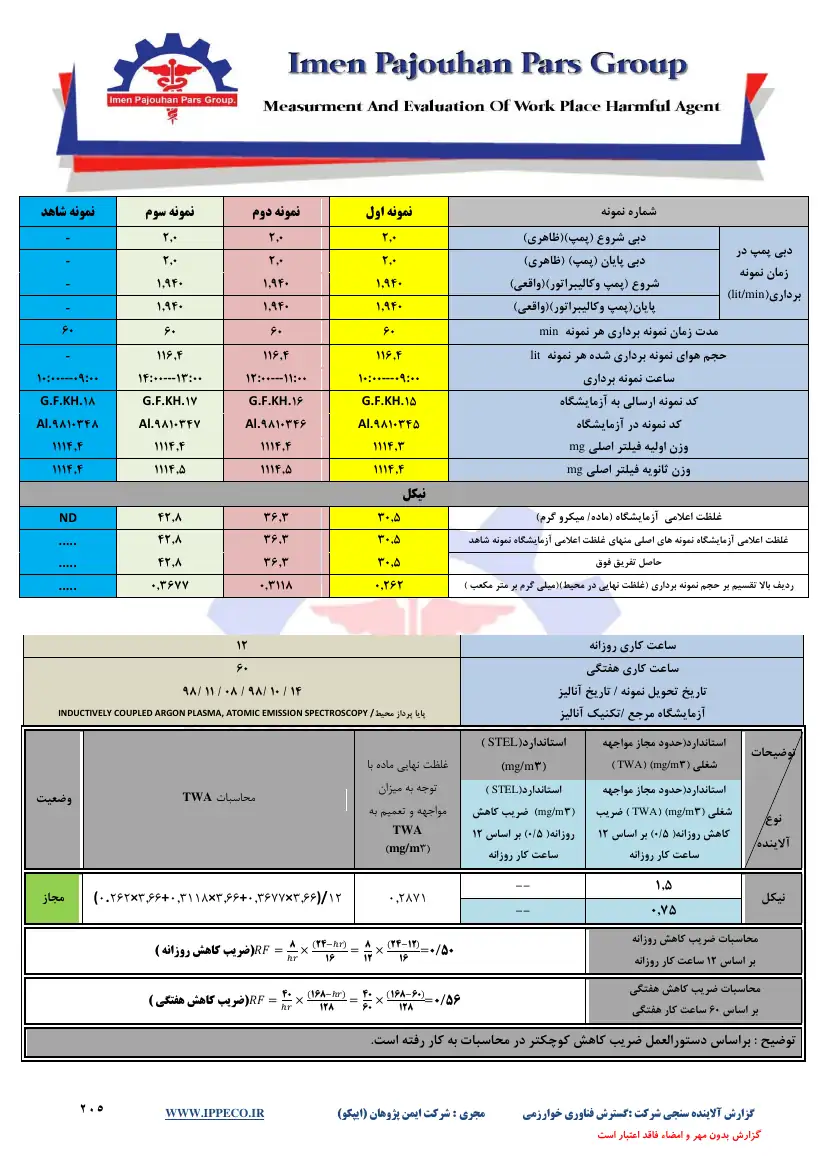 Imen Pajouhan Pars Group
Imen Pajouhan Pars Group.
Measurment And Evaluation Of Work Place Harmful Agent
شماره نمونه نمونه اول نمونه دوم نمونه سوم نمونه شاهد
دبی پمپ در زمان نمونه برداری(lit/min)
دبی شروع (پمپ)(ظاهری) ۲,۰ ۲,۰ ۲,۰ -
دبی پایان (پمپ) (ظاهری) ۲,۰ ۲,۰ ۲,۰ -
شروع (پمپ وکالیبراتور)(واقعی) ۱,۹۴۰ ۱,۹۴۰ ۱,۹۴۰ -
پایان(پمپ وکالیبراتور)(واقعی) ۱,۹۴۰ ۱,۹۴۰ ۱,۹۴۰ -
مدت زمان نمونه برداری هر نمونه min ۶۰ ۶۰ ۶۰ ۶۰
حجم هوای نمونه برداری شده هر نمونه lit ۱۱۶,۴ ۱۱۶,۴ ۱۱۶,۴ -
ساعت نمونه برداری ۰۹:۰۰---۱۰:۰۰ ۱۱:۰۰---۱۲:۰۰ ۱۳:۰۰---۱۴:۰۰ ۰۹:۰۰---۱۰:۰۰
کد نمونه ارسالی به آزمایشگاه G.F.KH.۱۵ G.F.KH.۱۶ G.F.KH.۱۷ G.F.KH.۱۸
کد نمونه در آزمایشگاه Al.۹۸۱۰۳۴۵ Al.۹۸۱۰۳۴۶ Al.۹۸۱۰۳۴۷ Al.۹۸۱۰۳۴۸
وزن اولیه فیلتر اصلی mg ۱۱۱۴,۳ ۱۱۱۴,۴ ۱۱۱۴,۴ ۱۱۱۴,۴
وزن ثانویه فیلتر اصلی mg ۱۱۱۴,۴ ۱۱۱۴,۵ ۱۱۱۴,۵ ۱۱۱۴,۴
نیکل
غلظت اعلامی آزمایشگاه (ماده/ میکرو گرم) ۳۰,۵ ۳۶,۳ ۴۲,۸ ND
غلظت اعلامی آزمایشگاه نمونه های اصلی منهای غلظت اعلامی آزمایشگاه نمونه شاهد ۳۰,۵ ۳۶,۳ ۴۲,۸ .....
حاصل تفریق فوق ۳۰,۵ ۳۶,۳ ۴۲,۸ .....
ردیف بالا تقسیم بر حجم نمونه برداری (غلظت نهایی در محیط)(میلی گرم بر متر مکعب ) ۰,۲۶۲ ۰,۳۱۱۸ ۰,۳۶۷۷ .....
ساعت کاری روزانه ۱۲
ساعت کاری هفتگی ۶۰
تاریخ تحویل نمونه / تاریخ آنالیز ۱۴ / ۱۰ / ۹۸ / ۰۸ / ۱۱ / ۹۸
آزمایشگاه مرجع /تکنیک آنالیز پایا پرداز محیط/ INDUCTIVELY COUPLED ARGON PLASMA, ATOMIC EMISSION SPECTROSCOPY
توضیحات
نوع آلاینده
استاندارد(حدود مجاز مواجهه شغلی (TWA) (mg/m۳ )
استاندارد(STEL ) (mg/m۳)
استاندارد(حدود مجاز مواجهه شغلی (TWA) (mg/m۳ ) ضریب کاهش روزانه( ۰/۵) بر اساس ۱۲ ساعت کار روزانه
استاندارد(STEL ) (mg/m۳) ضریب کاهش روزانه( ۰/۵) بر اساس ۱۲ ساعت کار روزانه
غلظت نهایی ماده با توجه به میزان مواجهه و تعمیم به TWA (mg/m۳)
محاسبات TWA
وضعیت
نیکل ۱,۵ -- ۰,۲۸۷۱ (۰.۲۶۲×۳,۶۶+۰,۳۱۱۸×۳,۶۶+۰,۳۶۷۷×۳,۶۶)/۱۲ مجاز
۰,۷۵ --
محاسبات ضریب کاهش روزانه بر اساس ۱۲ ساعت کار روزانه
(ضریب کاهش روزانه )RF = ۸/hr × (۲۴−hr)/۱۶ = ۸/۱۲ × (۲۴−۱۲)/۱۶=۰/۵۰
محاسبات ضریب کاهش هفتگی بر اساس ۶۰ ساعت کار هفتگی
(ضریب کاهش هفتگی )RF = ۴۰/hr × (۱۶۸−hr)/۱۲۸ = ۴۰/۶۰ × (۱۶۸−۶۰)/۱۲۸=۰/۵۶
توضیح : براساس دستورالعمل ضریب کاهش کوچکتر در محاسبات به کار رفته است.
گزارش آلاینده سنجی شرکت :گسترش فناوری خوارزمی مجری : شرکت ایمن پژوهان (ایپکو) WWW.IPPECO.IR ۲۰۵
گزارش بدون مهر و امضاء فاقد اعتبار است